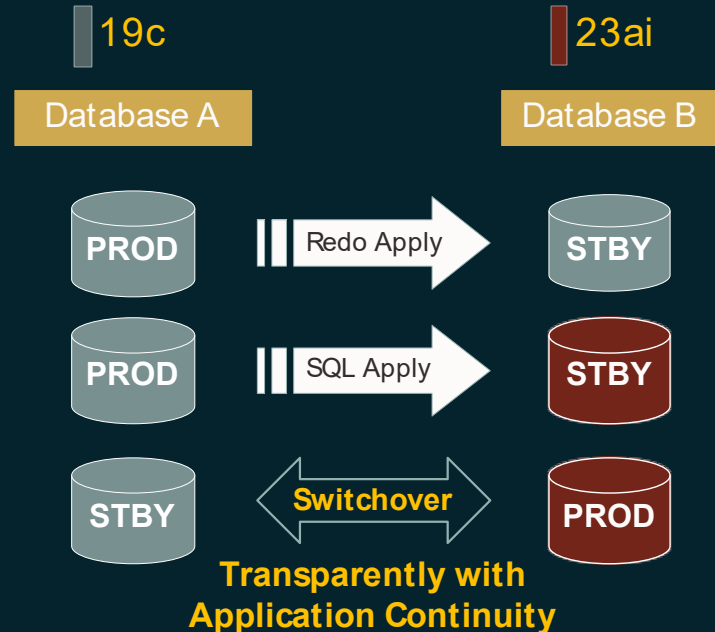 19c
23ai
Database A
Database B
PROD
Redo Apply
STBY
PROD
SQL Apply
STBY
STBY
Switchover
PROD
Transparently with
Application Continuity